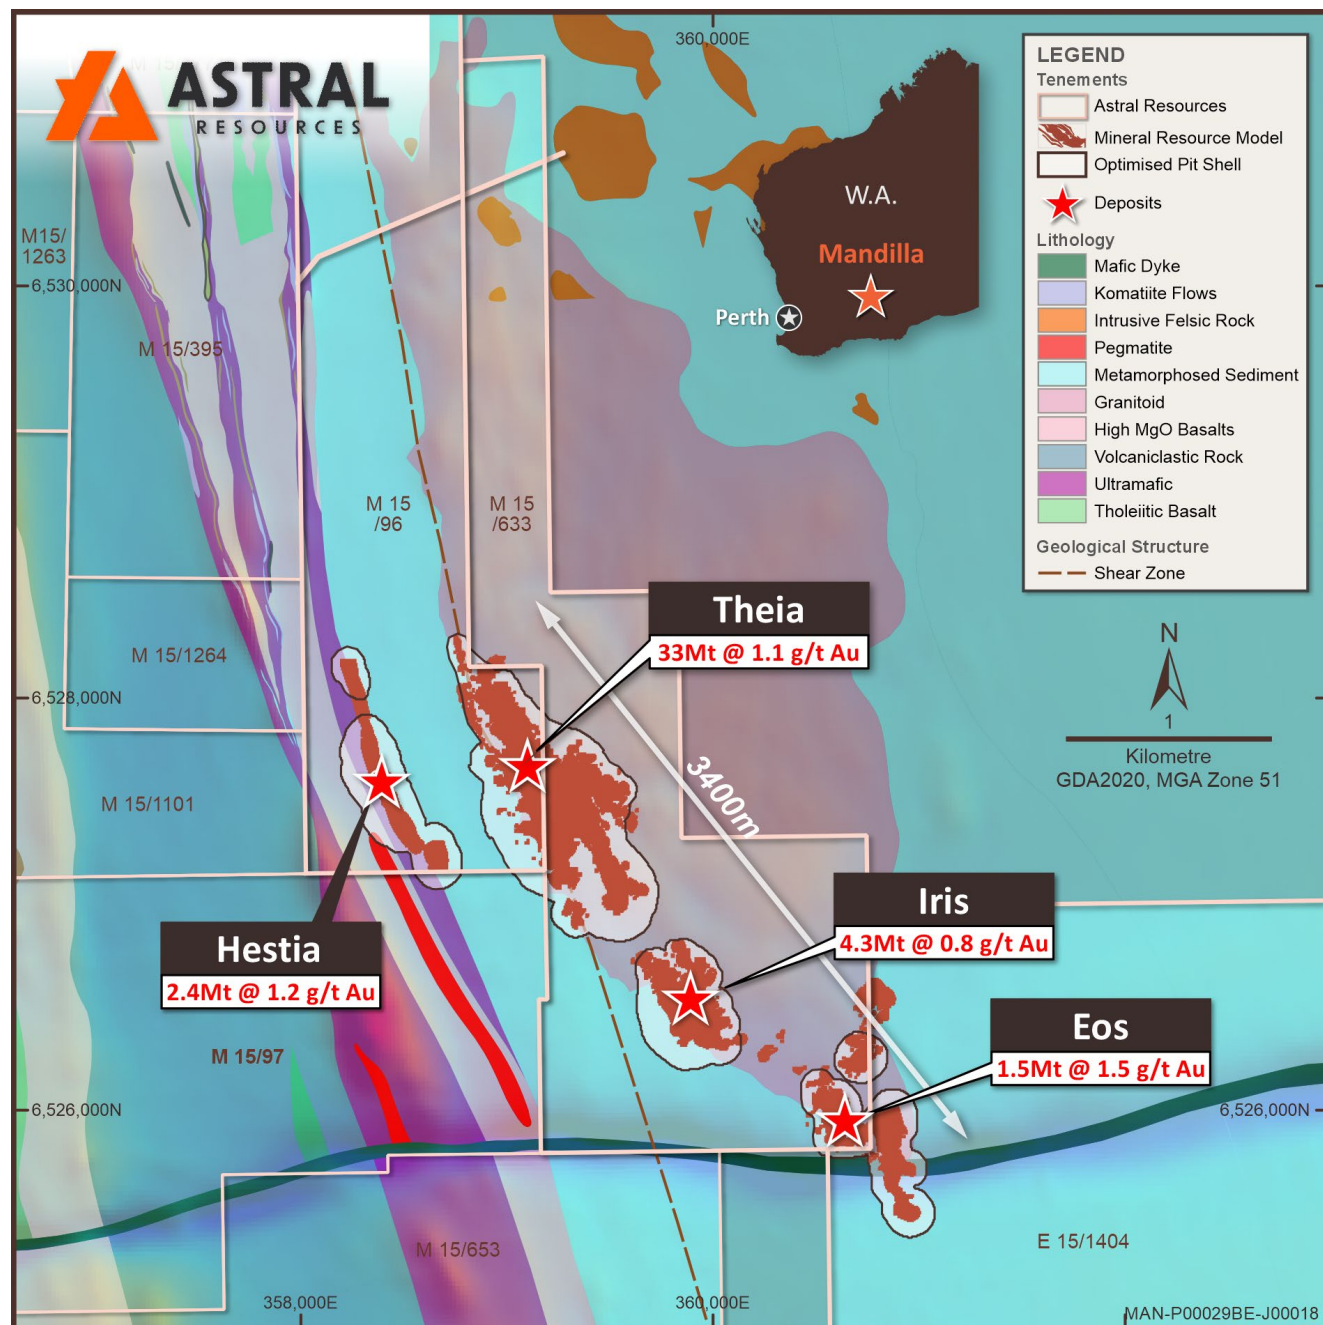 ASTRAL
RESOURCES
360,000E
LEGEND
Tenements
Astral Resources
Mineral Resource Model
Optimised Pit Shell
Deposits
Lithology
Mafic Dyke
Komatiite Flows
Intrusive Felsic Rock
Pegmatite
Metamorphosed Sediment
Granitoid
High MgO Basalts
Volcaniclastic Rock
Ultramafic
Tholeiitic Basalt
Geological Structure
Shear Zone
W.A.
Mandilla
Perth
M15/
1263
6,530,000N
M 15/395
M 15
/96
M 15
/633
Theia
33Mt @ 1.1 g/t Au
M 15/1264
6,528,000N
N
1
Kilometre
GDA2020, MGA Zone 51
3400m
M 15/1101
Iris
4.3Mt @ 0.8 g/t Au
Hestia
2.4Mt @ 1.2 g/t Au
Eos
1.5Mt @ 1.5 g/t Au
M 15/97
6,526,000N
6,526,000N
M 15/653
E 15/1404
358,000E
360,000E
MAN-P00029BE-J00018